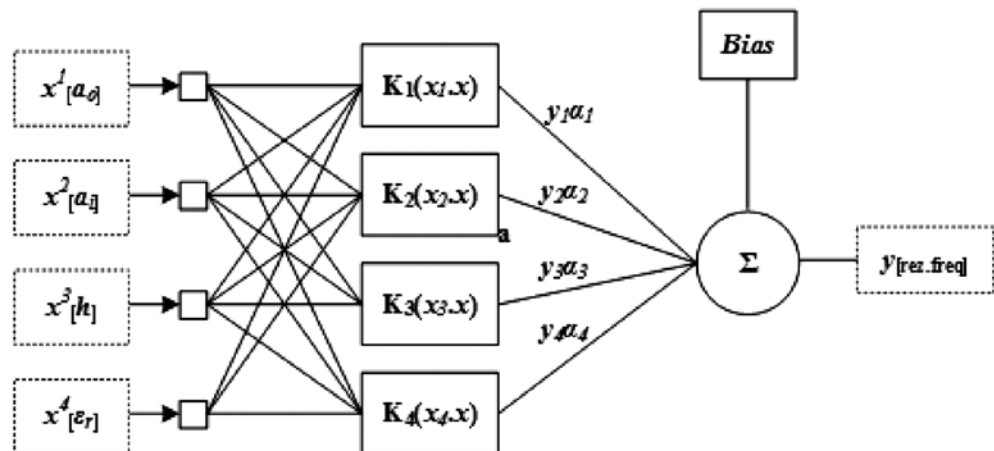 Bias
x¹[aₒ]
K₁(x₁.x)
y₁α₁
x²[aᵢ]
K₂(x₂.x)
y₂α₂
a
Σ
y[rez.freq]
x³[h]
K₃(x₃.x)
y₃α₃
x⁴[εᵣ]
K₄(x₄.x)
y₄α₄